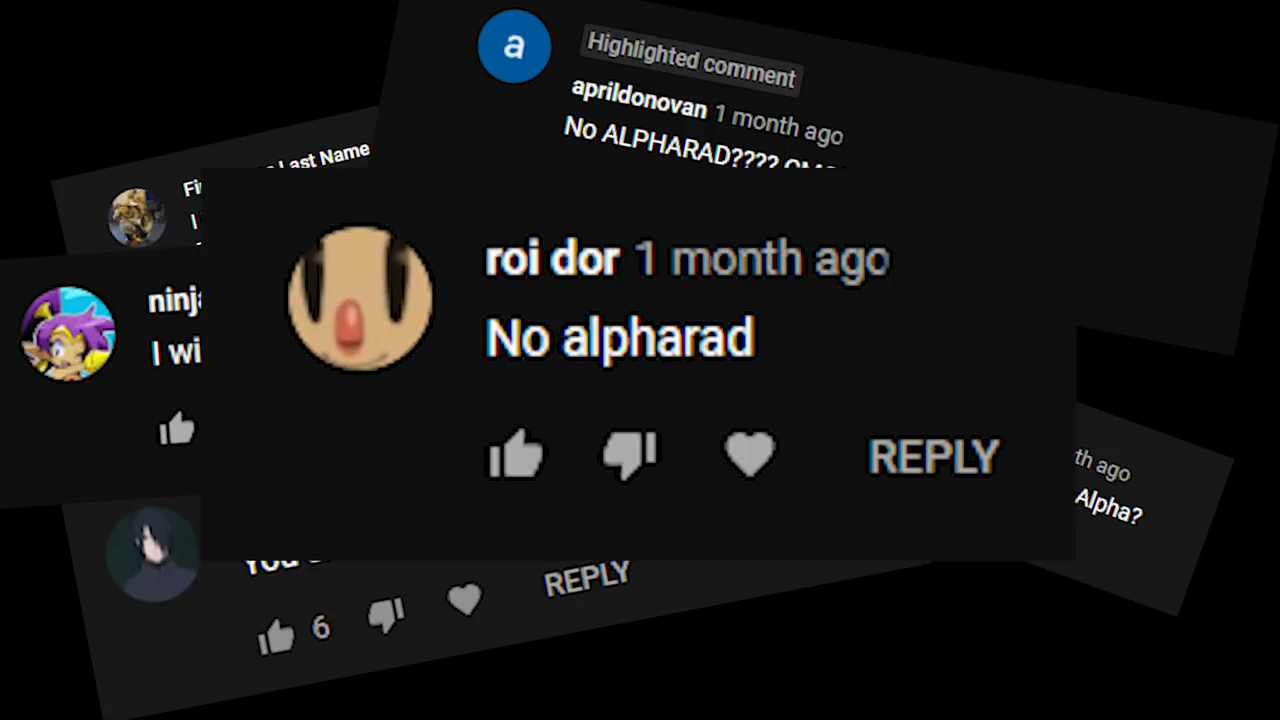 a
Highlighted comment
aprildonovan 1 month ago
No ALPHARAD????
Last Name
I
roi dor 1 month ago
No alpharad
REPLY
I wi
th ago
Alpha?
6
REPLY